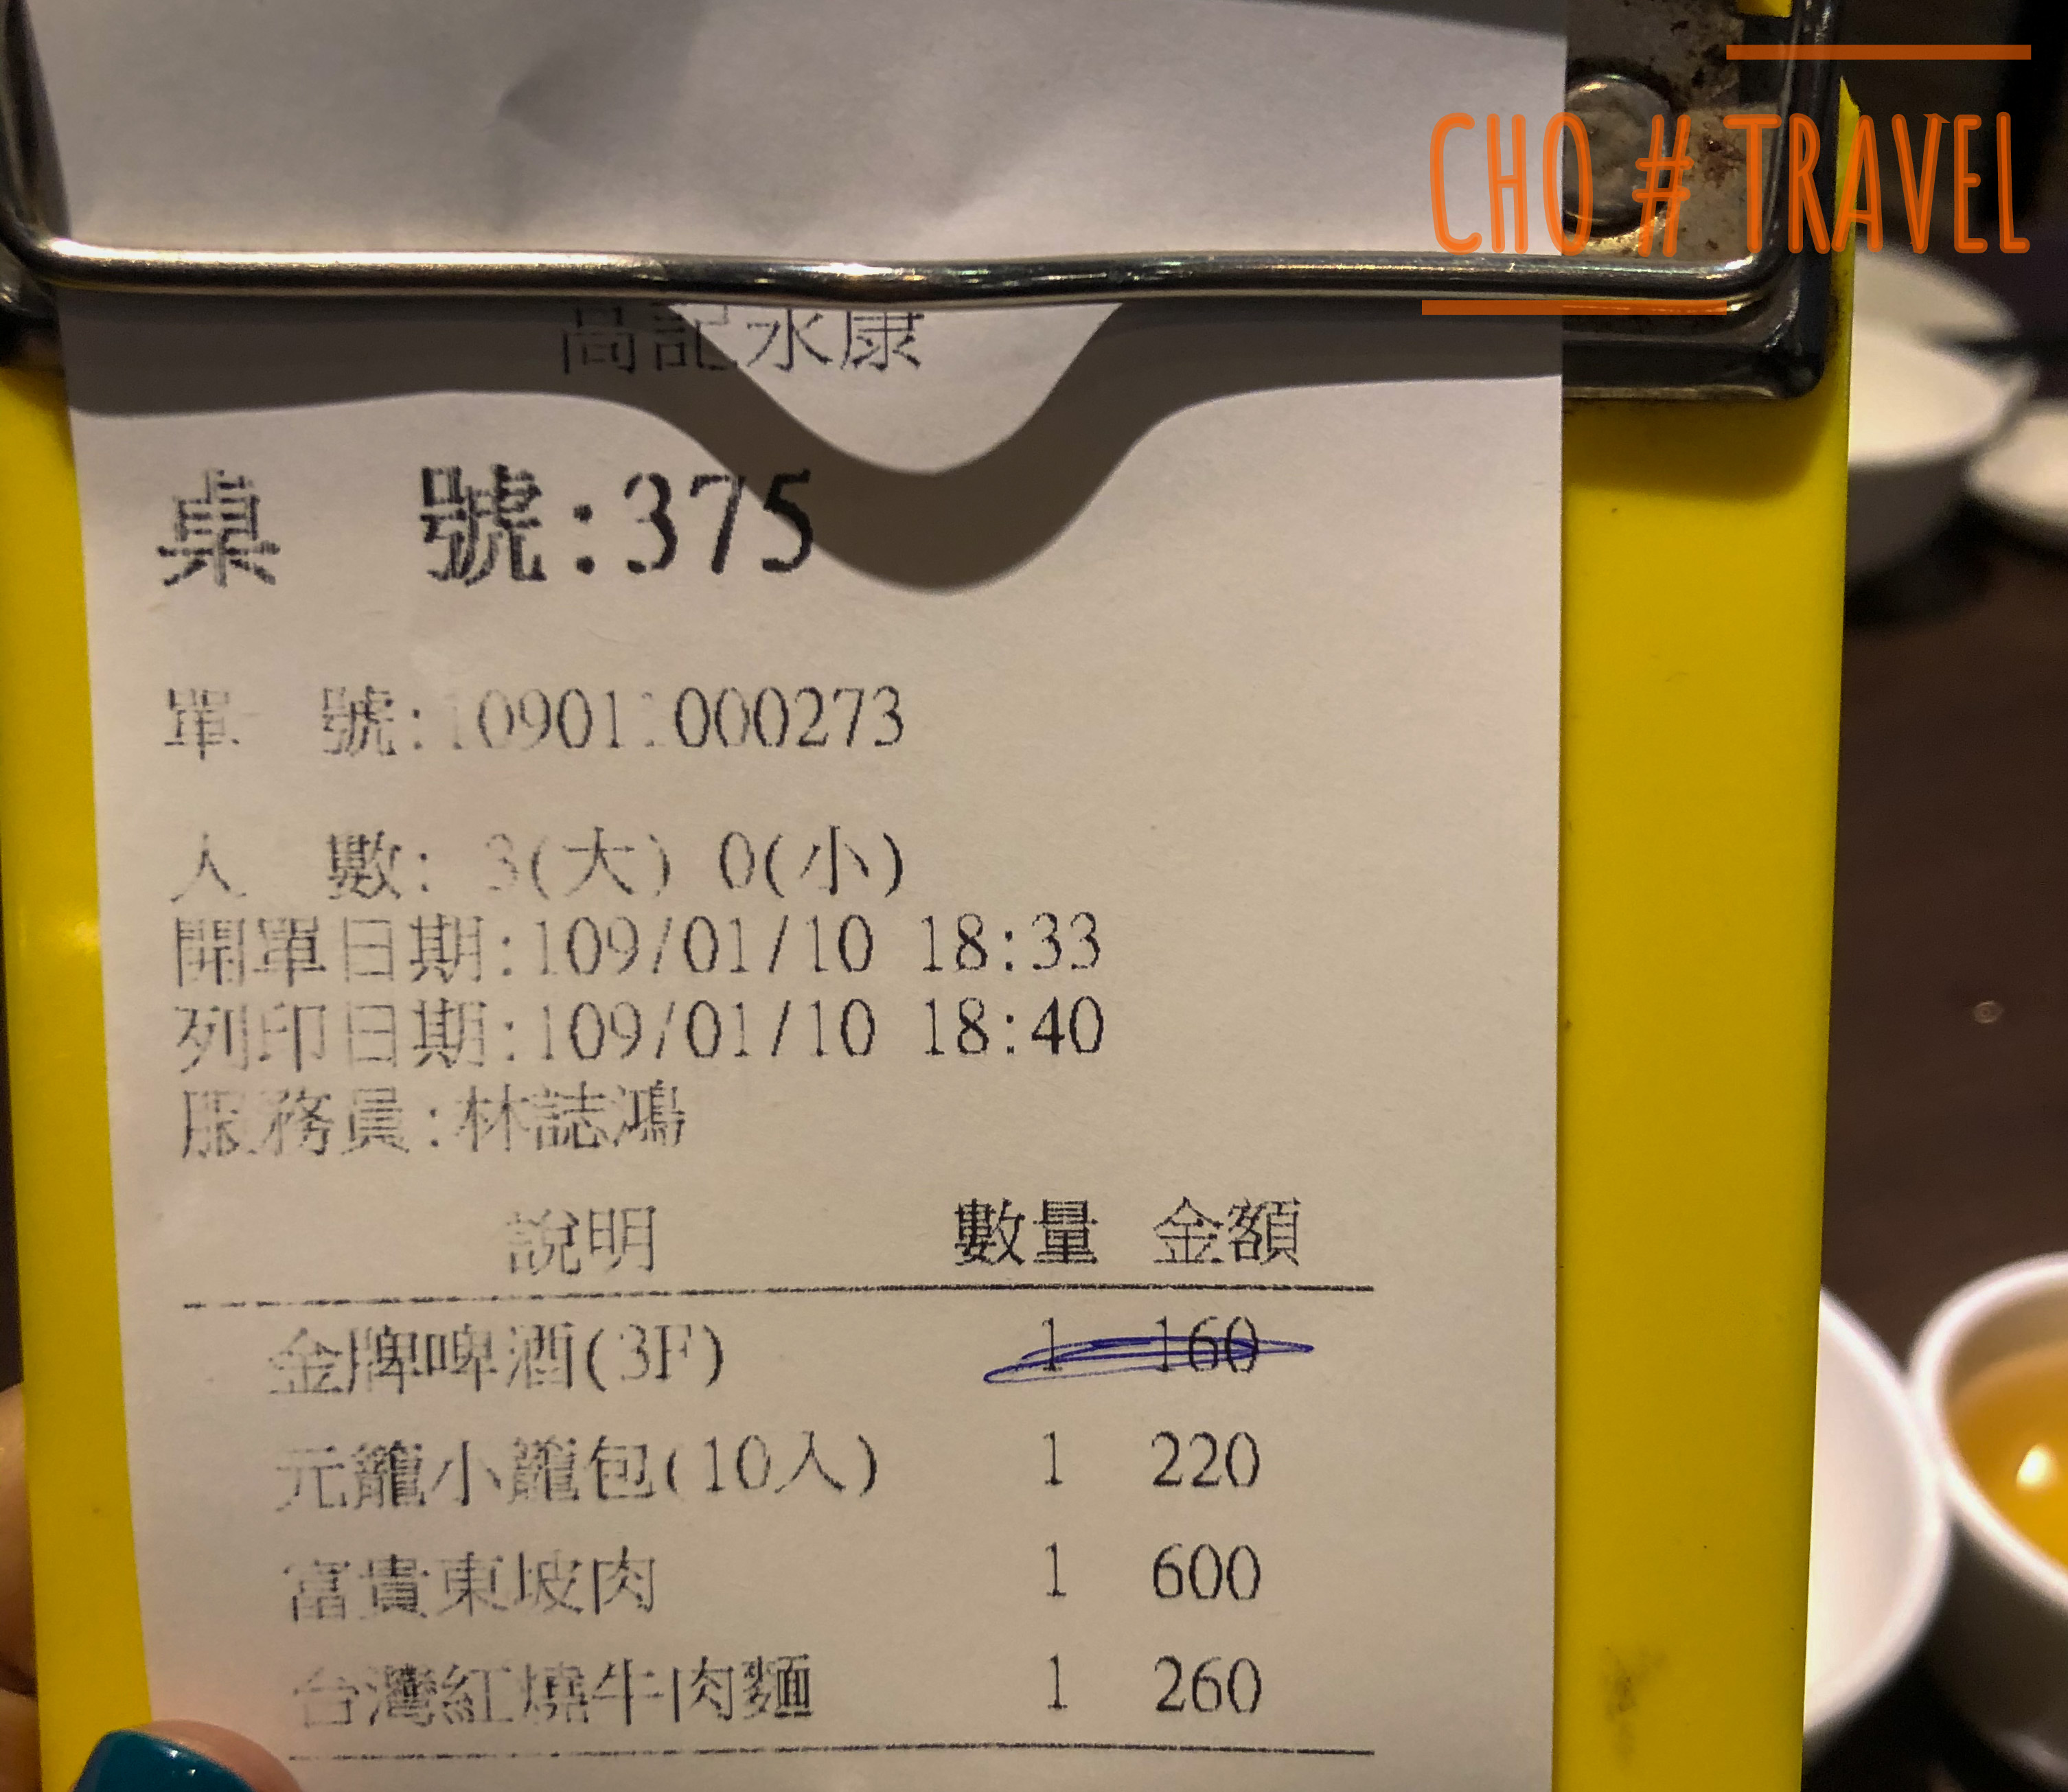 CHO # TRAVEL
高記永康
桌 號:375
單 號:109011000273
人 數: 3(大) 0(小)
開單日期:109/01/10 18:33
列印日期:109/01/10 18:40
服務員:林誌鴻
說明 數量 金額
金牌啤酒(3F) 1 160
元籠小籠包(10入) 1 220
富貴東坡肉 1 600
台灣紅燒牛肉麵 1 260